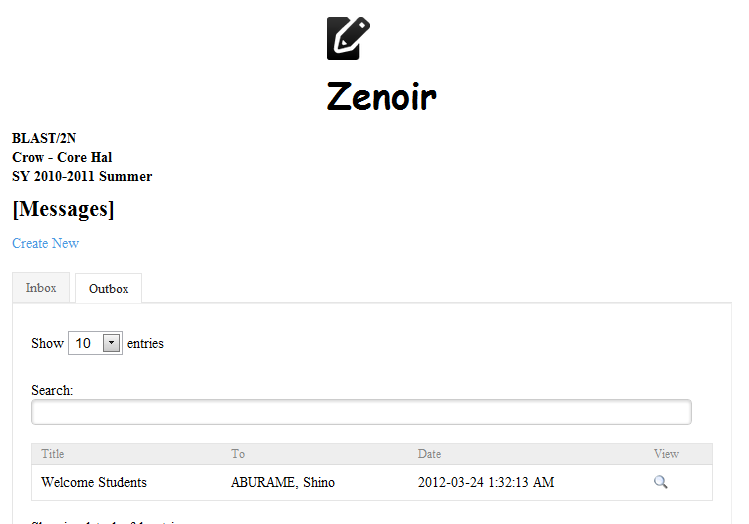 Zenoir
BLAST/2N
Crow - Core Hal
SY 2010-2011 Summer
[Messages]
Create New
Inbox Outbox
Show 10 entries
Search:
Title To Date View
Welcome Students ABURAME, Shino 2012-03-24 1:32:13 AM